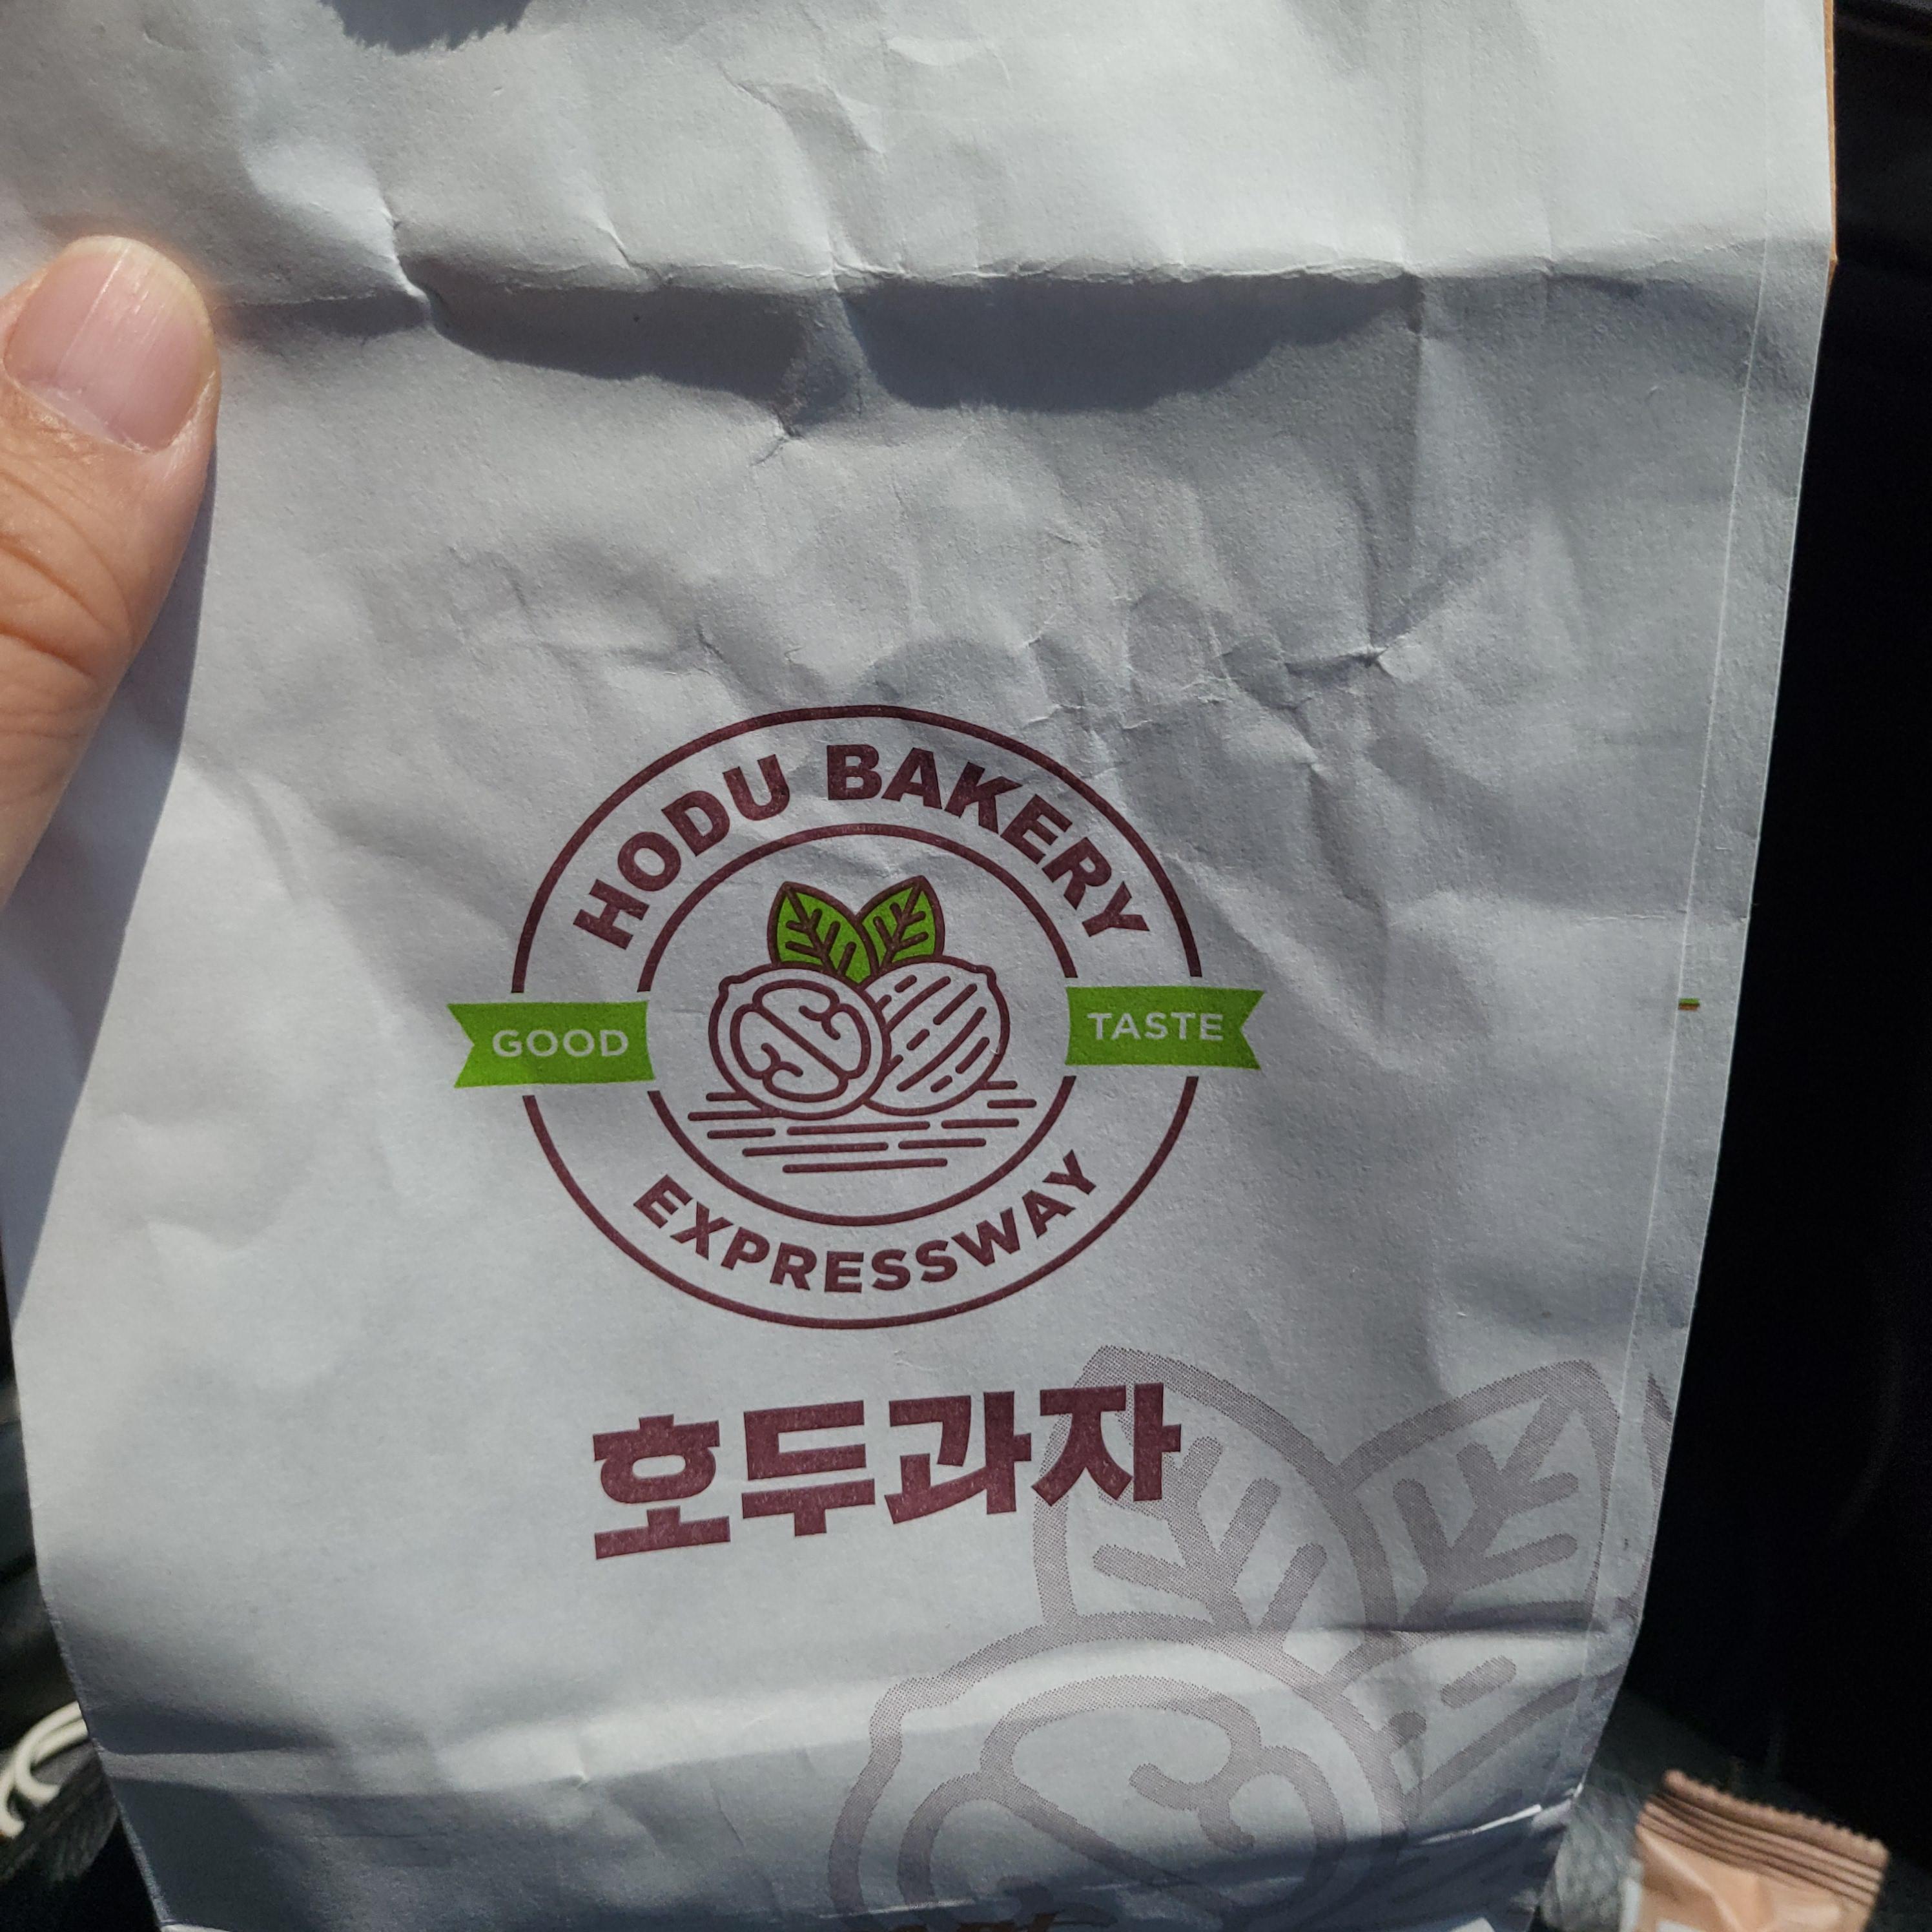 HODU BAKERY
GOOD TASTE
EXPRESSWAY
호두과자